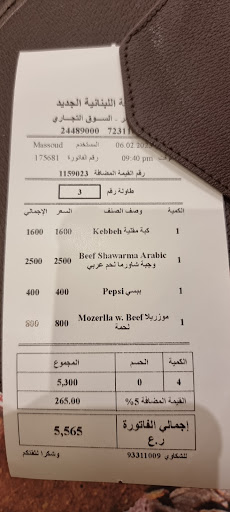 ة اللبنانية الجديد
ر . السوق التجاري
24489000 7231
06.02.202 المستخدم Massoud
09:40 pm رقم الفاتورة 175681
رقم القيمة المضافة 1159023
طاولة رقم 3
الكمية وصف الصنف السعر الإجمالي
1 كبة مقلية Kebbeh 1600 1600
1 Beef Shawarma Arabic 2500 2500
وجبة شاورما لحم عربي
1 بيبسي Pepsi 400 400
1 موزريلا Mozerlla w. Beef 800 800
لحمة
الكمية الحسم المجموع
4 0 5,300
القيمة المضافة 5% 265.00
إجمالي الفاتورة 5,565
ر.ع
للشكاوي 93311009 وشكرا لثقتكم